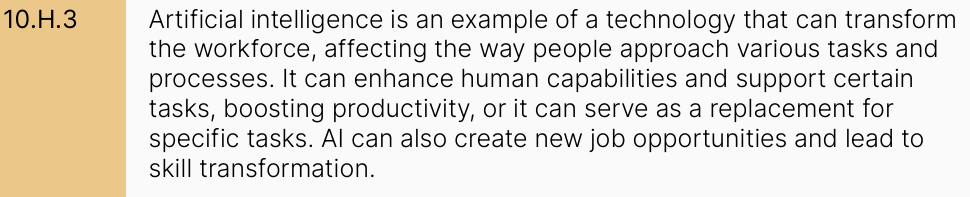 10.H.3
Artificial intelligence is an example of a technology that can transform
the workforce, affecting the way people approach various tasks and
processes. It can enhance human capabilities and support certain
tasks, boosting productivity, or it can serve as a replacement for
specific tasks. AI can also create new job opportunities and lead to
skill transformation.